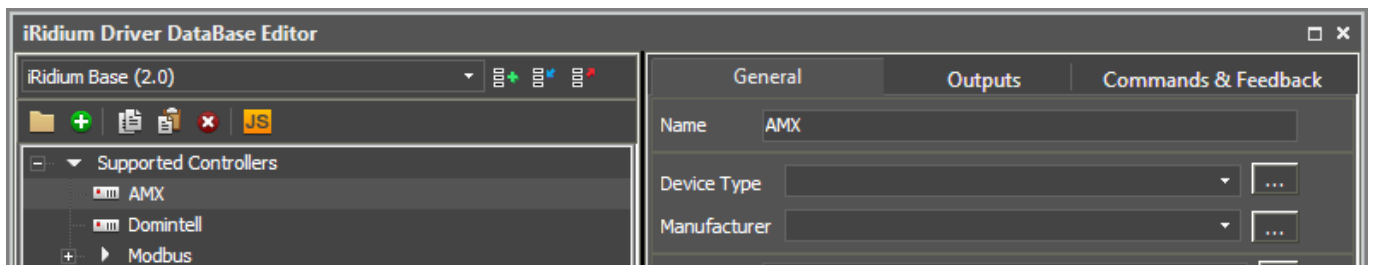 iRidium Driver DataBase Editor
iRidium Base (2.0)
JS
Supported Controllers
AMX
Domintell
Modbus
General Outputs Commands & Feedback
Name AMX
Device Type ...
Manufacturer ...